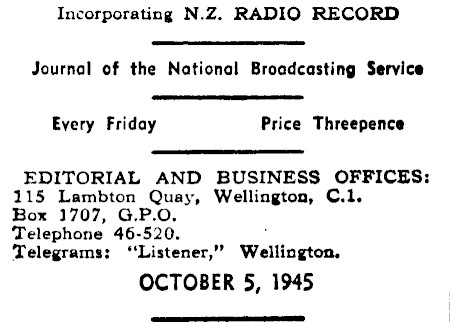 Incorporating N.Z. RADIO RECORD
Journal of the National Broadcasting Service
Every Friday Price Threepence
EDITORIAL AND BUSINESS OFFICES:
115 Lambton Quay, Wellington, C.1.
Box 1707, G.P.O.
Telephone 46-520.
Telegrams: "Listener," Wellington.
OCTOBER 5, 1945